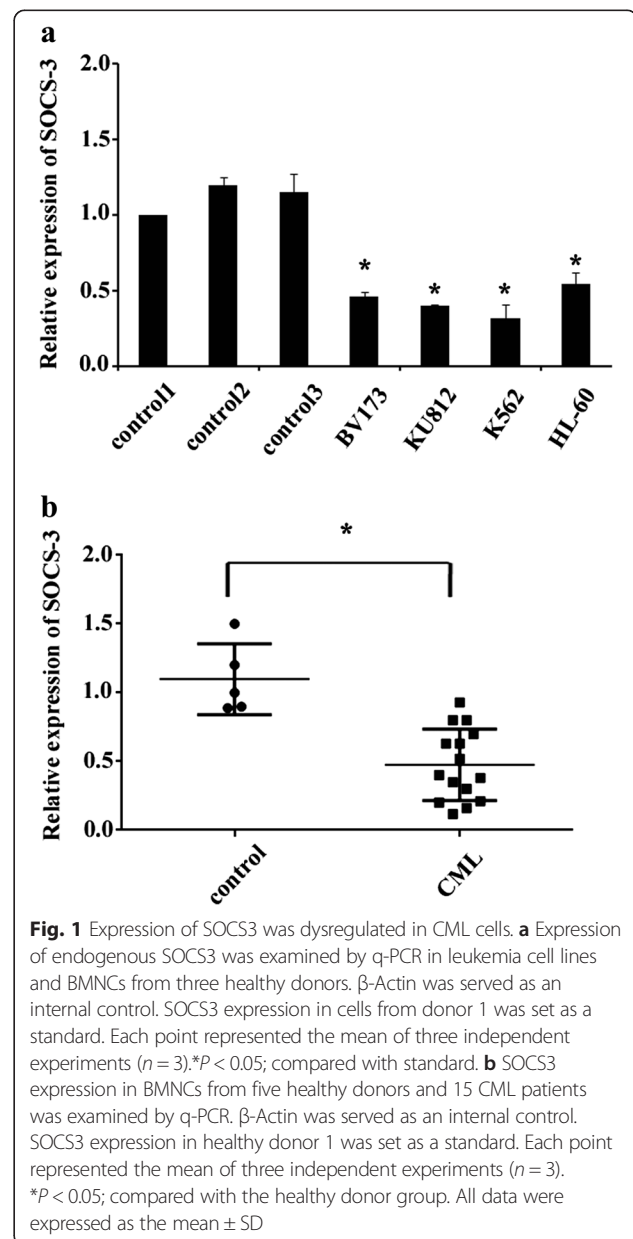 a
Relative expression of SOCS-3
2.0
1.5
1.0
0.5
0.0
control1
control2
control3
BV173
KU812
K562
HL-60
*
*
*
*
b
Relative expression of SOCS-3
2.0
1.5
1.0
0.5
0.0
*
control
CML
Fig. 1 Expression of SOCS3 was dysregulated in CML cells. a Expression
of endogenous SOCS3 was examined by q-PCR in leukemia cell lines
and BMNCs from three healthy donors. β-Actin was served as an
internal control. SOCS3 expression in cells from donor 1 was set as a
standard. Each point represented the mean of three independent
experiments (n = 3).*P < 0.05; compared with standard. b SOCS3
expression in BMNCs from five healthy donors and 15 CML patients
was examined by q-PCR. β-Actin was served as an internal control.
SOCS3 expression in healthy donor 1 was set as a standard. Each point
represented the mean of three independent experiments (n = 3).
*P < 0.05; compared with the healthy donor group. All data were
expressed as the mean ± SD